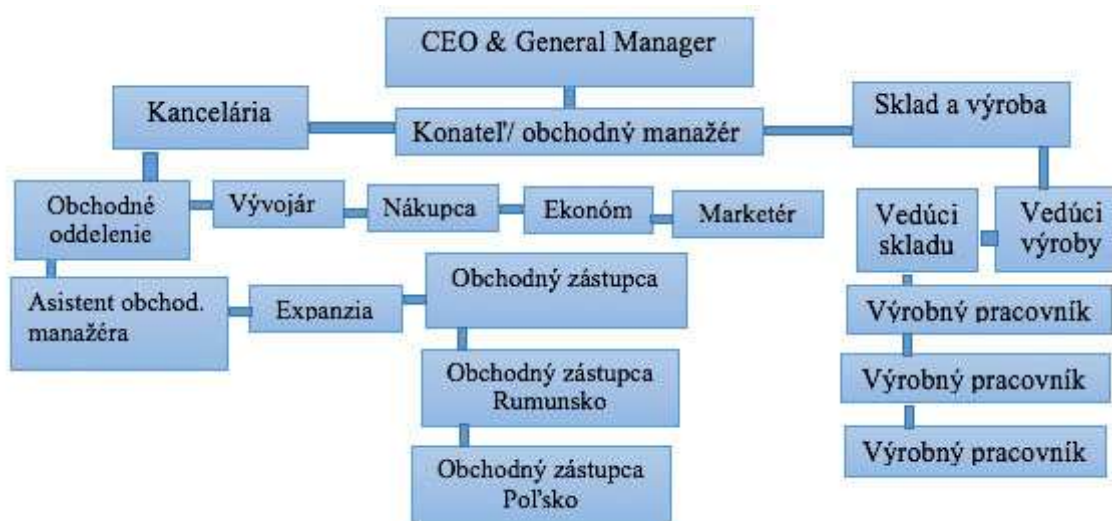 CEO & General Manager
Kancelária
Konateľ/ obchodný manažér
Sklad a výroba
Obchodné
oddelenie
Vývojár
Nákupca
Ekonóm
Marketér
Vedúci
skladu
Vedúci
výroby
Asistent obchod.
manažéra
Expanzia
Obchodný zástupca
Výrobný pracovník
Obchodný zástupca
Rumunsko
Výrobný pracovník
Obchodný zástupca
Poľsko
Výrobný pracovník